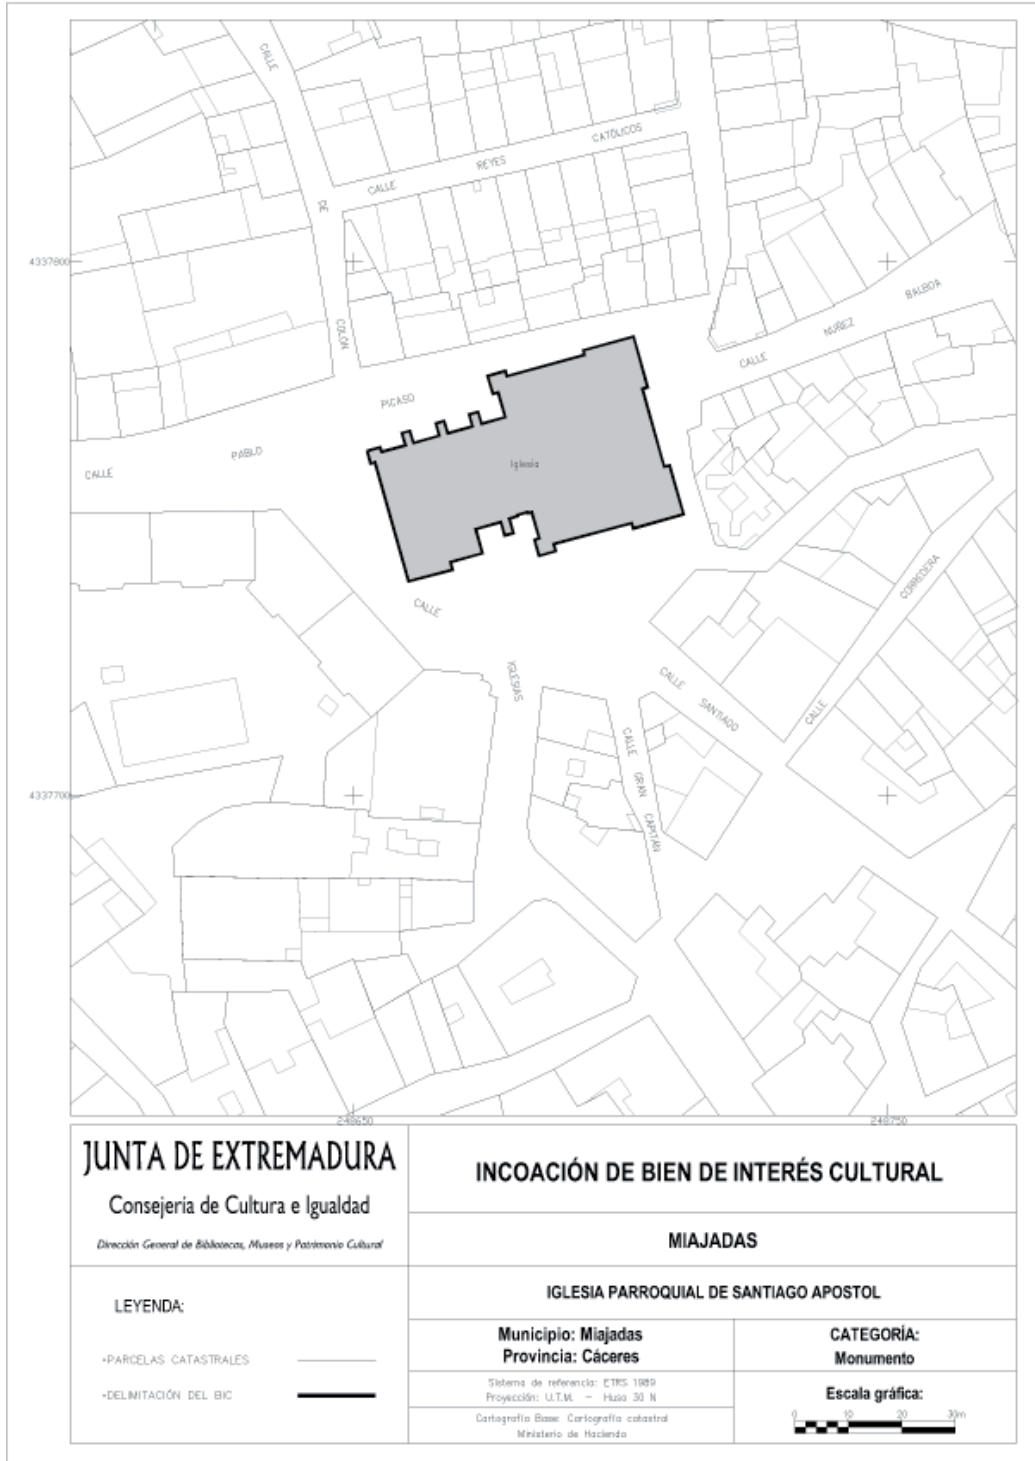 CALLE
DE
COLÓN
CALLE REYES CATÓLICOS
4337800
CALLE NUÑEZ BALBOA
CALLE PABLO PICASO
Iglesia
CALLE
IGLESIAS
CALLE SANTIAGO
CALLE CORREDERA
CALLE GRAN CAPITÁN
4337700
248650
248750
JUNTA DE EXTREMADURA
Consejería de Cultura e Igualdad
Dirección General de Bibliotecas, Museos y Patrimonio Cultural
INCOACIÓN DE BIEN DE INTERÉS CULTURAL
MIAJADAS
IGLESIA PARROQUIAL DE SANTIAGO APOSTOL
LEYENDA:
•PARCELAS CATASTRALES
•DELIMITACIÓN DEL BIC
Municipio: Miajadas
Provincia: Cáceres
CATEGORÍA:
Monumento
Sistema de referencia: ETRS 1989
Proyección: U.T.M. - Huso 30 N
Cartografía Base: Cartografía catastral
Ministerio de Hacienda
Escala gráfica:
0 10 20 30m